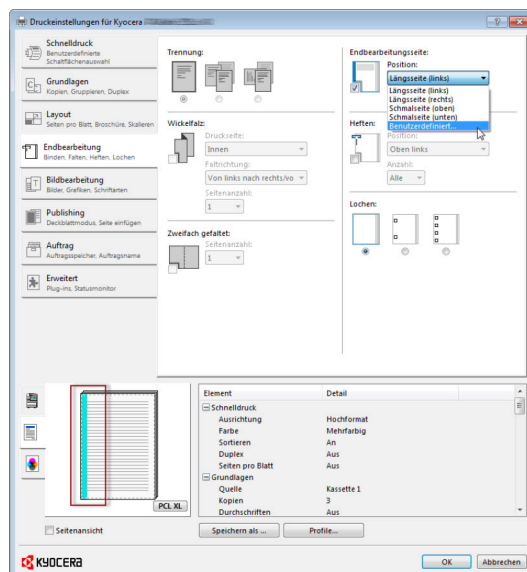 Druckeinstellungen für Kyocera
Schnelldruck
Benutzerdefinierte
Schaltflächenauswahl
Grundlagen
Kopien, Gruppieren, Duplex
Layout
Seiten pro Blatt, Broschüre, Skalieren
Endbearbeitung
Binden, Falten, Heften, Lochen
Bildbearbeitung
Bilder, Grafiken, Schriftarten
Publishing
Deckblattmodus, Seite einfügen
Auftrag
Auftragsspeicher, Auftragsname
Erweitert
Plug-ins, Statusmonitor
Trennung:
Wickelfalz:
Druckseite:
Innen
Faltrichtung:
Von links nach rechts/vo
Seitenanzahl:
1
Zweifach gefaltet:
Seitenanzahl:
1
Endbearbeitungsseite:
Position:
Längsseite (links)
Längsseite (links)
Längsseite (rechts)
Schmalseite (oben)
Schmalseite (unten)
Benutzerdefiniert...
Heften:
Position:
Oben links
Anzahl:
Alle
Lochen:
PCL XL
Seitenansicht
Element Detail
Schnelldruck
Ausrichtung Hochformat
Farbe Mehrfarbig
Sortieren An
Duplex Aus
Seiten pro Blatt Aus
Grundlagen
Quelle Kassette 1
Kopien 3
Durchschriften Aus
Speichern als ... Profile...
KYOCERA
OK Abbrechen